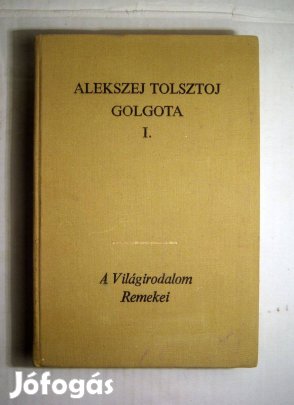 ALEKSZEJ TOLSZTOJ
GOLGOTA
I.
A Világirodalom
Remekei
Jófogás